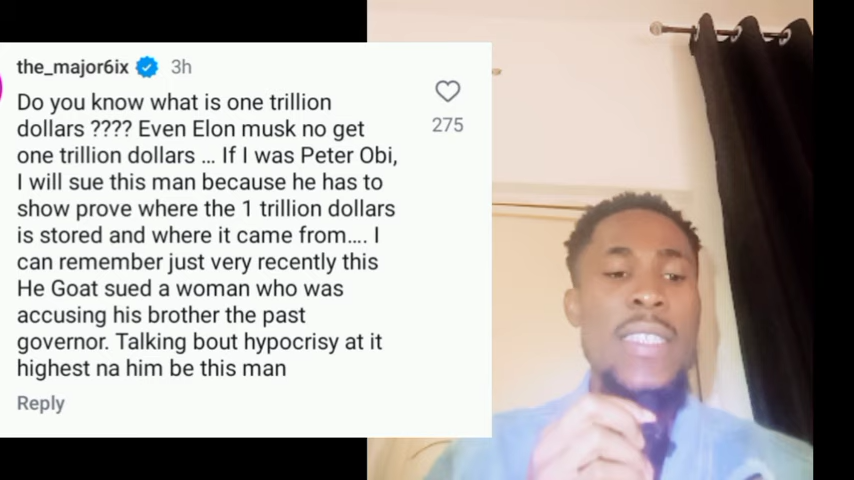 the_major6ix 3h
Do you know what is one trillion
dollars ???? Even Elon musk no get
one trillion dollars ... If I was Peter Obi,
I will sue this man because he has to
show prove where the 1 trillion dollars
is stored and where it came from.... I
can remember just very recently this
He Goat sued a woman who was
accusing his brother the past
governor. Talking bout hypocrisy at it
highest na him be this man
Reply
275